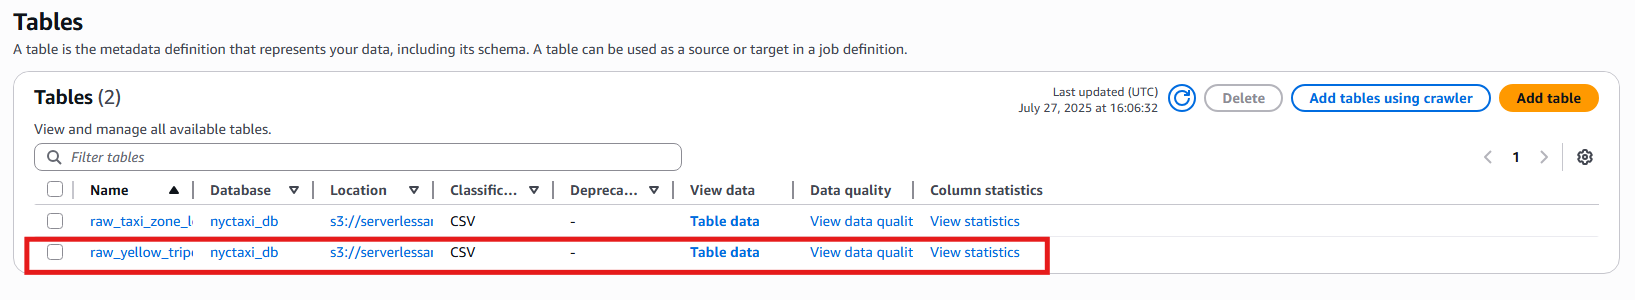 Tables
A table is the metadata definition that represents your data, including its schema. A table can be used as a source or target in a job definition.
Tables (2)
Last updated (UTC)
July 27, 2025 at 16:06:32
Delete
Add tables using crawler
Add table
View and manage all available tables.
Filter tables
1
Name Database Location Classific... Depreca... View data Data quality Column statistics
raw_taxi_zone_l nyctaxi_db s3://serverlessa CSV - Table data View data qualit View statistics
raw_yellow_trip nyctaxi_db s3://serverlessa CSV - Table data View data qualit View statistics